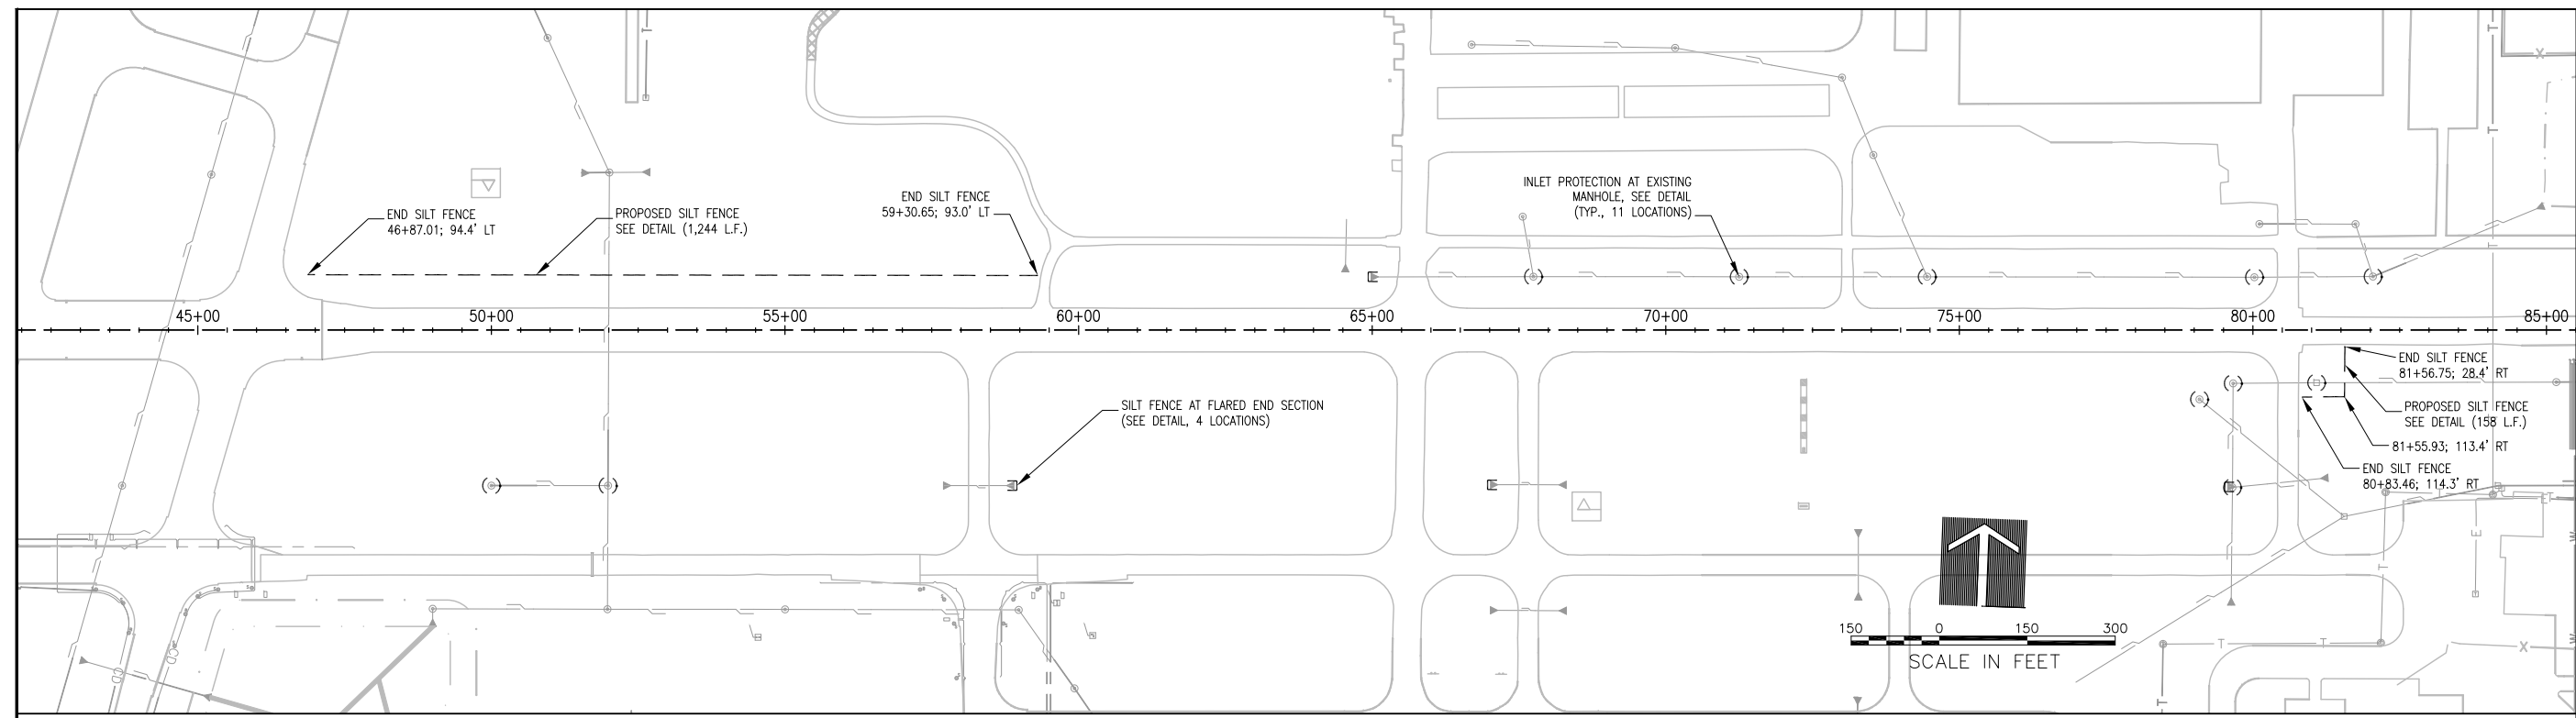 END SILT FENCE
46+87.01; 94.4' LT
PROPOSED SILT FENCE
SEE DETAIL (1,244 L.F.)
END SILT FENCE
59+30.65; 93.0' LT
INLET PROTECTION AT EXISTING
MANHOLE, SEE DETAIL
(TYP., 11 LOCATIONS)
45+00
50+00
55+00
60+00
65+00
70+00
75+00
80+00
85+00
END SILT FENCE
81+56.75; 28.4' RT
PROPOSED SILT FENCE
SEE DETAIL (158 L.F.)
81+55.93; 113.4' RT
END SILT FENCE
80+83.46; 114.3' RT
SILT FENCE AT FLARED END SECTION
(SEE DETAIL, 4 LOCATIONS)
150 0 150 300
SCALE IN FEET
T
T
T
T
X
T
T
T
T
E
T
T
X
T
CD
CD